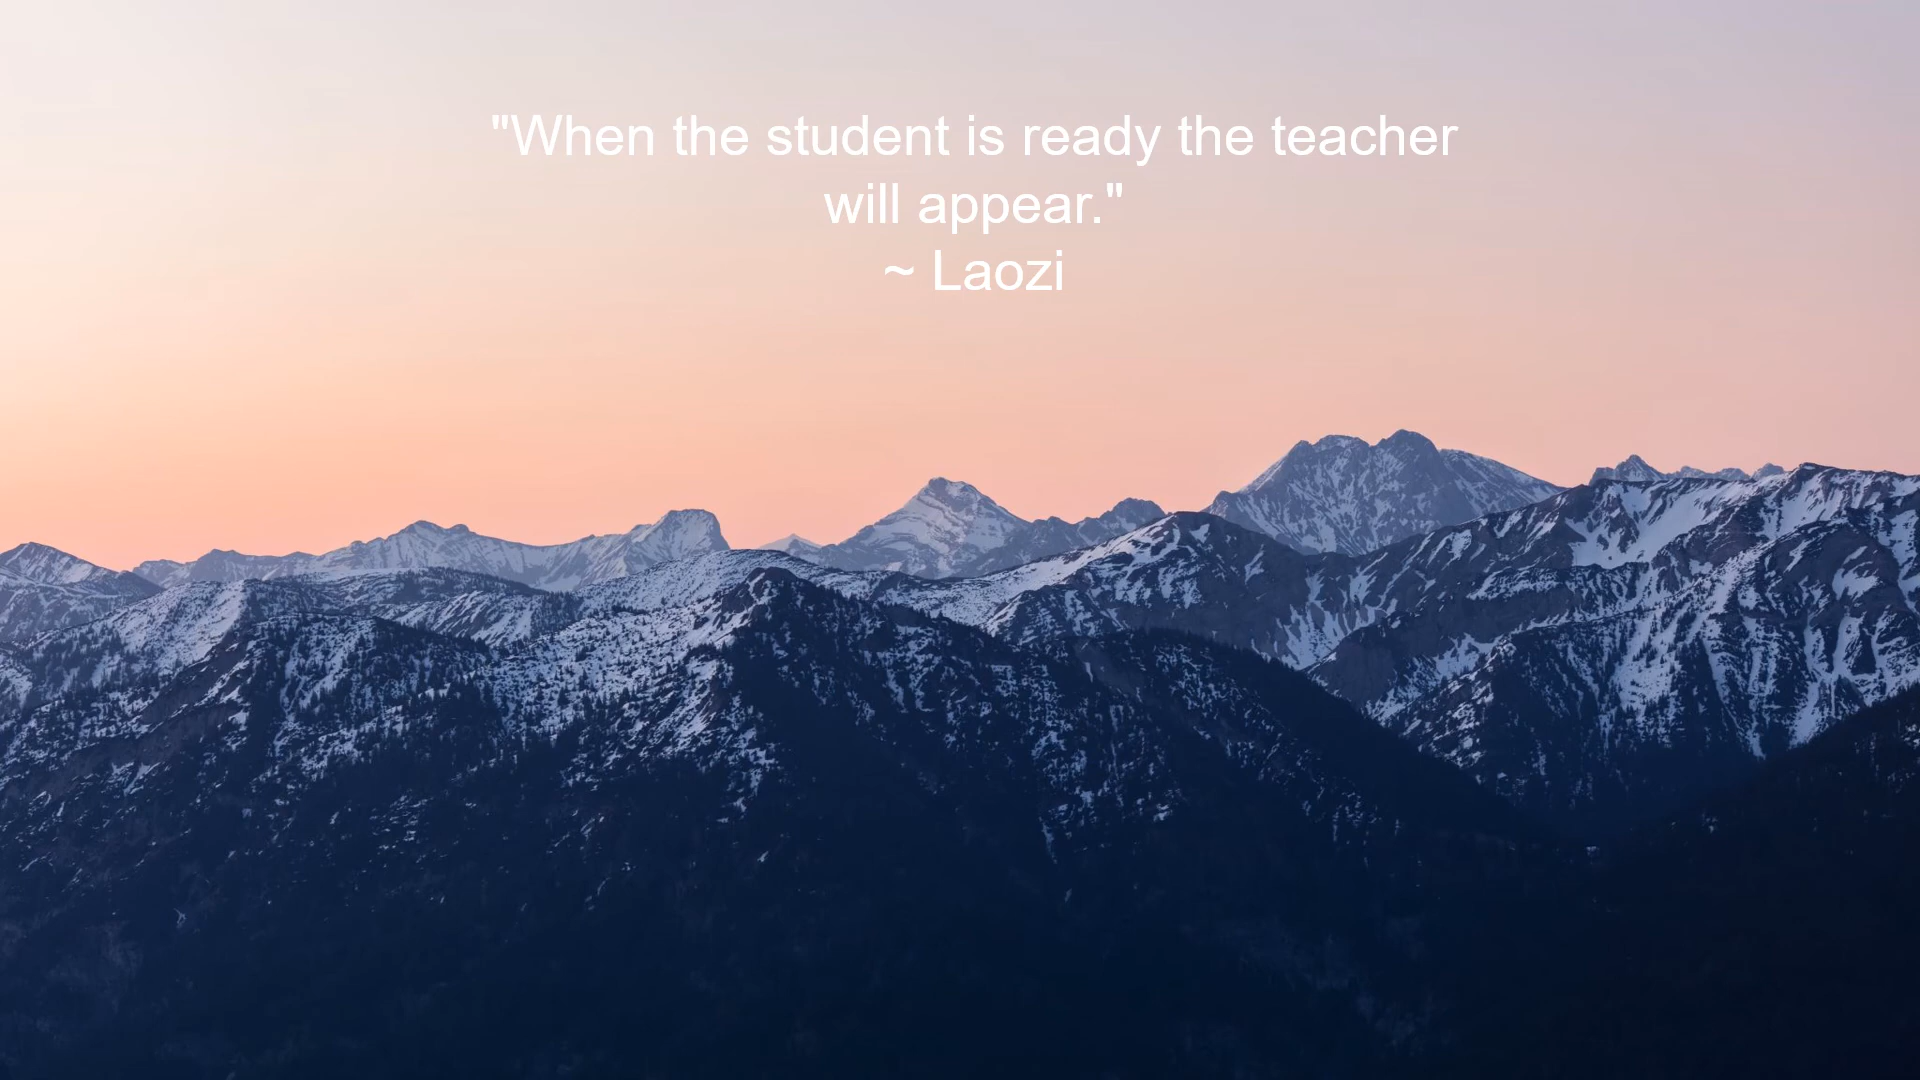 "When the student is ready the teacher
will appear."
~ Laozi